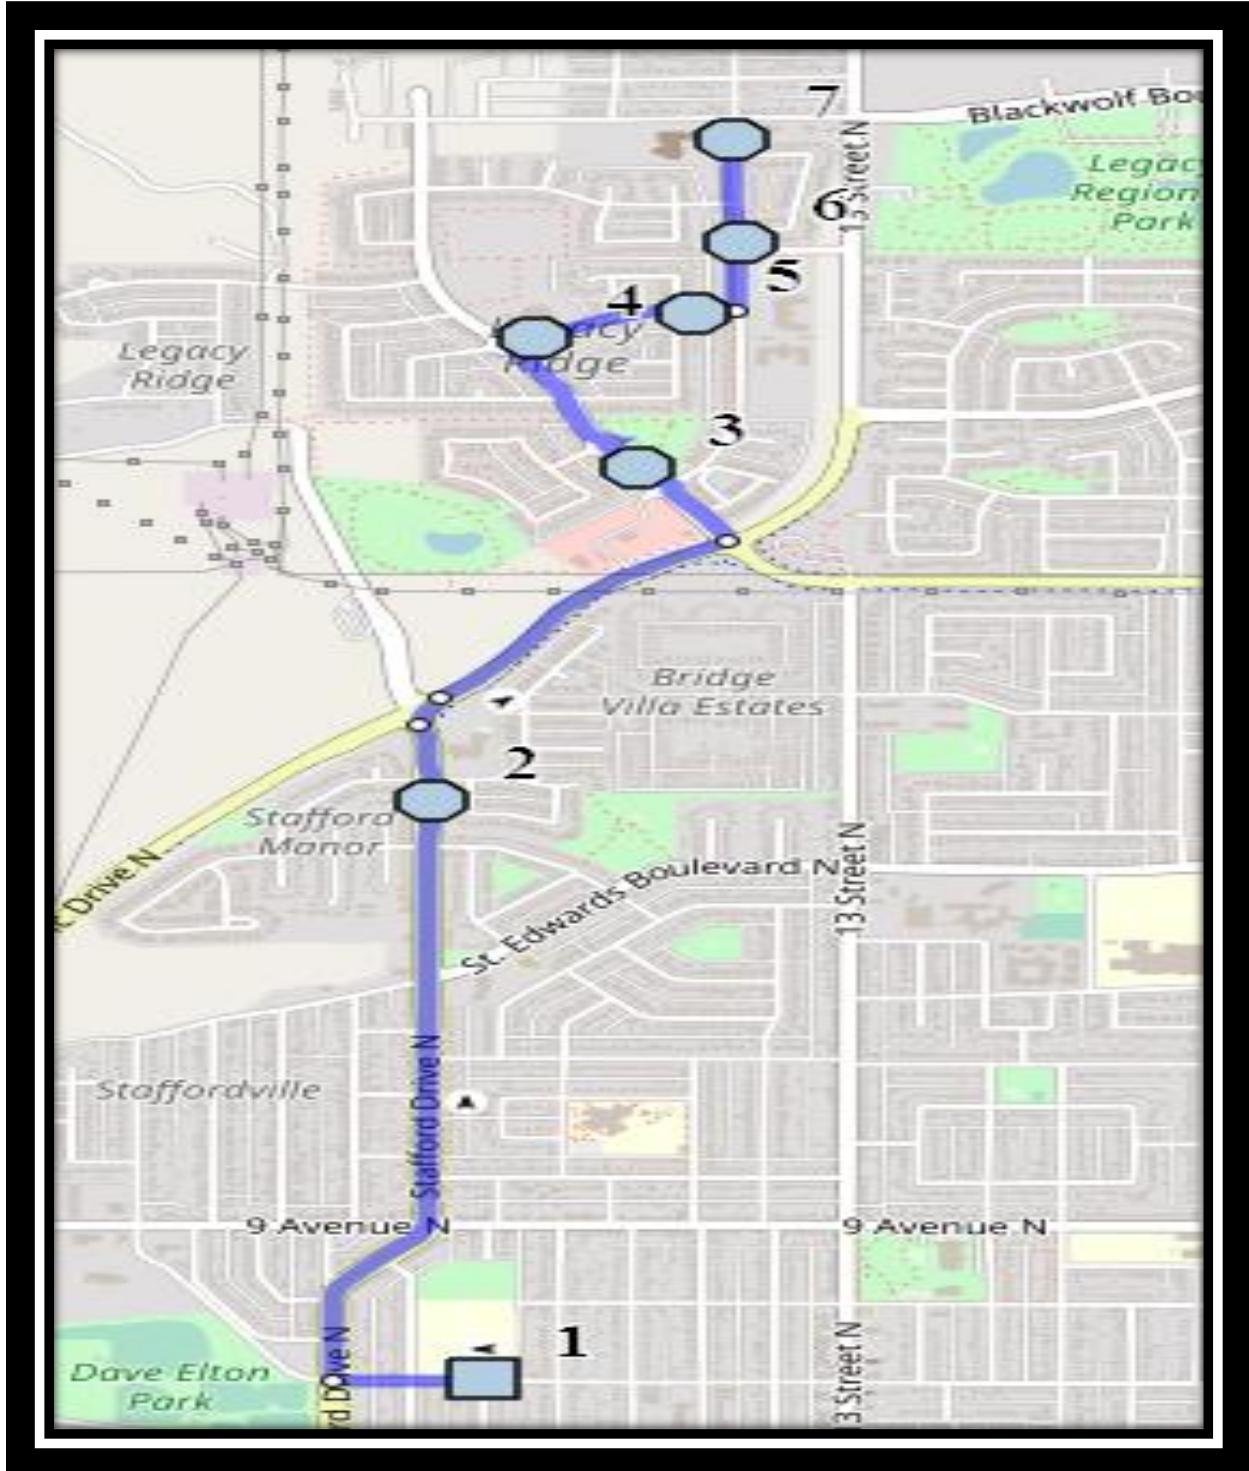 7
Blackwolf Bou
13 Street N
Legacy
Region
Park
6
5
4
Legacy
Ridge
Legacy
Ridge
3
Bridge
Villa Estates
2
Stafford
Manor
c Drive N
St. Edwards Boulevard N
13 Street N
Stafford Drive N
Staffordville
9 Avenue N
9 Avenue N
1
Dave Elton
Park
rd Drive N
3 Street N